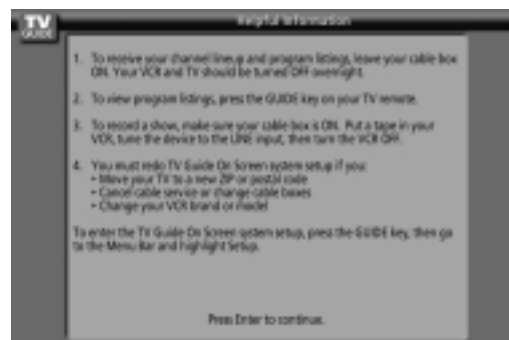 TV
GUIDE
Helpful Information
1. To receive your channel lineup and program listings, leave your cable box
ON. Your VCR and TV should be turned OFF overnight.
2. To view program listings, press the GUIDE key on your TV remote.
3. To record a show, make sure your cable box is ON. Put a tape in your
VCR, tune the device to the LINE input, then turn the VCR OFF.
4. You must redo TV Guide On Screen system setup if you:
- Move your TV to a new ZIP or postal code
- Cancel cable service or change cable boxes
- Change your VCR brand or model
To enter the TV Guide On Screen system setup, press the GUIDE key, then go
to the Menu Bar and highlight Setup.
Press Enter to continue.